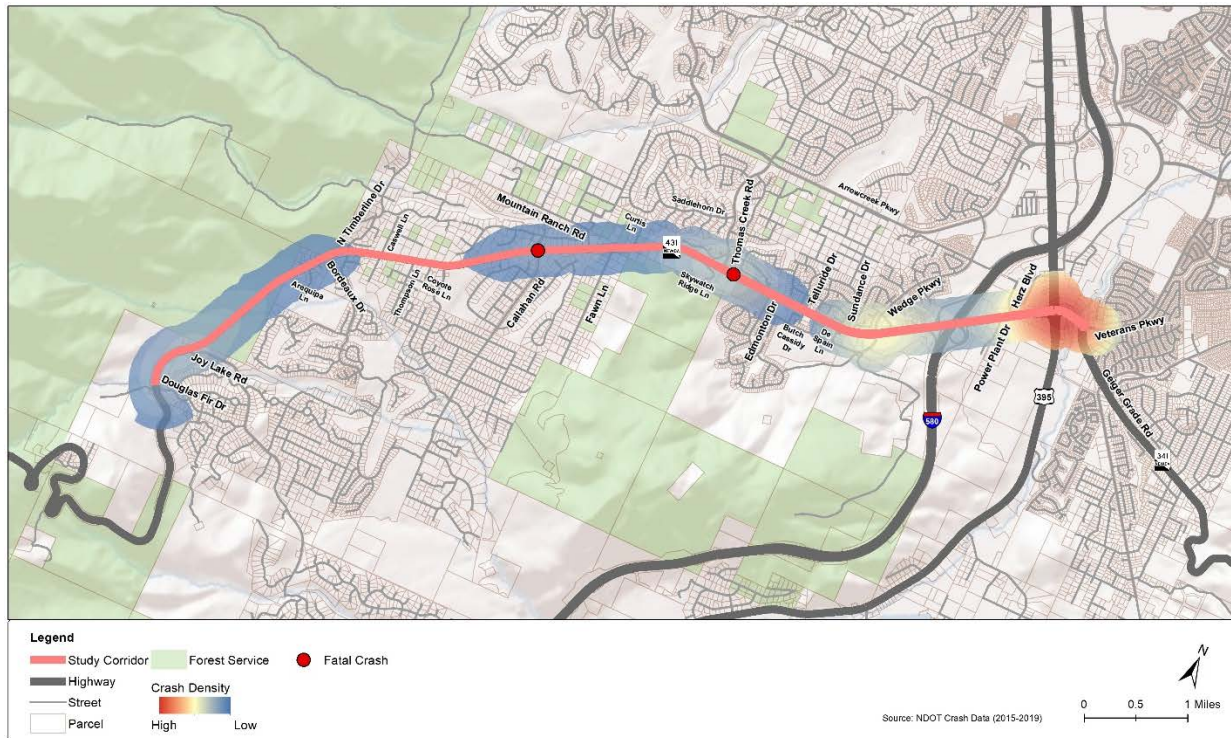 N Timberline Dr
Caswell Ln
Mountain Ranch Rd
Curtis
Ln
Saddlehorn Dr
Thomas Creek Rd
Arrowcreek Pkwy
431
Bordeaux Dr
Arequipa
Ln
Thompson Ln
Coyote
Rose Ln
Callahan Rd
Fawn Ln
Skywatch
Ridge Ln
Edmonton Dr
Telluride Dr
Butch
Cassidy
Dr
De
Spain
Ln
Sundance Dr
Wedge Pkwy
Herz Blvd
Power Plant Dr
Veterans Pkwy
Joy Lake Rd
Douglas Fir Dr
580
395
Geiger Grade Rd
341
Legend
Study Corridor
Forest Service
Fatal Crash
Highway
Street
Parcel
Crash Density
High
Low
N
Source: NDOT Crash Data (2015-2019)
0 0.5 1 Miles